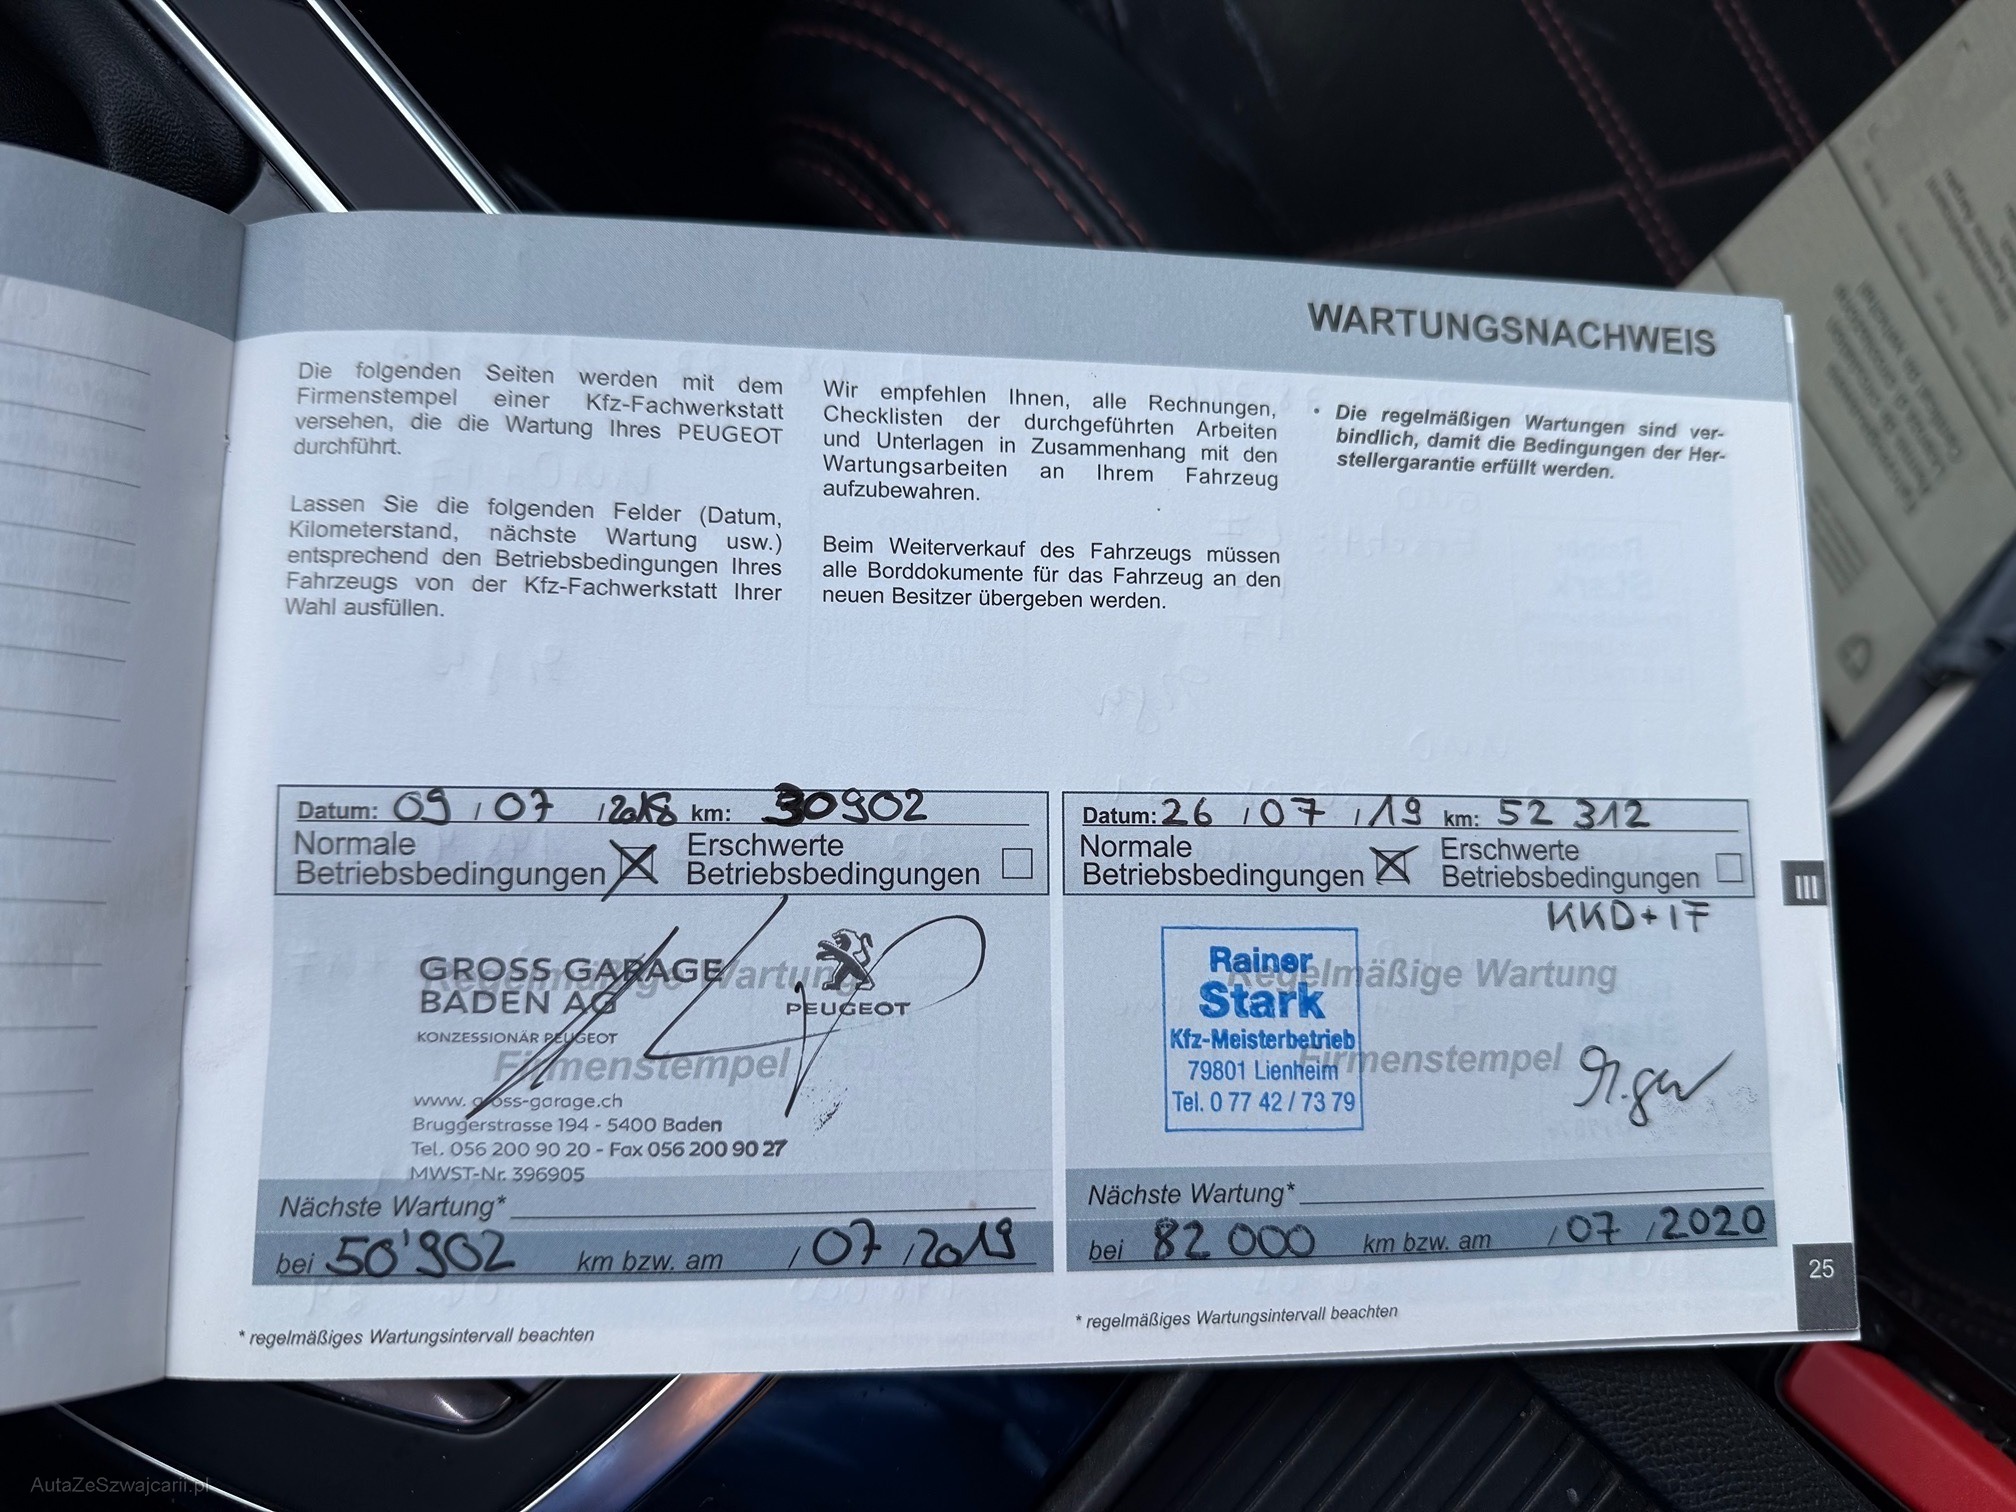 WARTUNGSNACHWEIS
Die folgenden Seiten werden mit dem
Firmenstempel einer Kfz-Fachwerkstatt
versehen, die die Wartung Ihres PEUGEOT
durchführt.
Lassen Sie die folgenden Felder (Datum,
Kilometerstand, nächste Wartung usw.)
entsprechend den Betriebsbedingungen Ihres
Fahrzeugs von der Kfz-Fachwerkstatt Ihrer
Wahl ausfüllen.
Wir empfehlen Ihnen, alle Rechnungen,
Checklisten der durchgeführten Arbeiten
und Unterlagen in Zusammenhang mit den
Wartungsarbeiten an Ihrem Fahrzeug
aufzubewahren.
Beim Weiterverkauf des Fahrzeugs müssen
alle Borddokumente für das Fahrzeug an den
neuen Besitzer übergeben werden.
• Die regelmäßigen Wartungen sind ver-
bindlich, damit die Bedingungen der Her-
stellergarantie erfüllt werden.
Datum: 09 / 07 / 2018 km: 30902
Normale
Betriebsbedingungen
Erschwerte
Betriebsbedingungen
Regelmäßige Wartung
Firmenstempel
GROSS GARAGE
BADEN AG
KONZESSIONÄR PEUGEOT
PEUGEOT
www.gross-garage.ch
Bruggerstrasse 194 - 5400 Baden
Tel. 056 200 90 20 - Fax 056 200 90 27
MWST-Nr. 396905
Nächste Wartung*
bei 50'902 km bzw. am / 07 / 2019
* regelmäßiges Wartungsintervall beachten
Datum: 26 / 07 / 19 km: 52 312
Normale
Betriebsbedingungen
Erschwerte
Betriebsbedingungen
KKD+IF
Regelmäßige Wartung
Firmenstempel
Rainer
Stark
Kfz-Meisterbetrieb
79801 Lienheim
Tel. 0 77 42 / 73 79
Nächste Wartung*
bei 82 000 km bzw. am / 07 / 2020
* regelmäßiges Wartungsintervall beachten
III
25
AutaZeSzwajcarii.pl